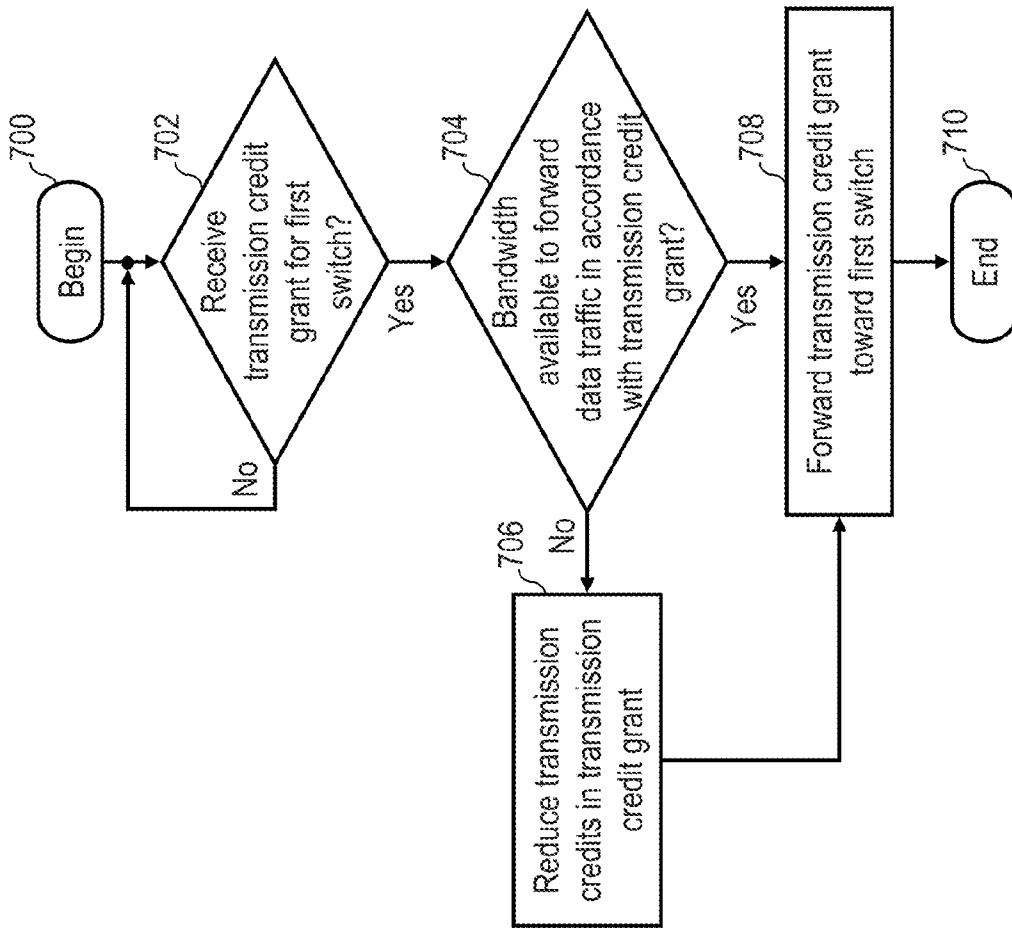 700
Begin
702
Receive
transmission credit
grant for first
switch?
No
Yes
704
Bandwidth
available to forward
data traffic in accordance
with transmission credit
grant?
No
706
Reduce transmission
credits in transmission
credit grant
Yes
708
Forward transmission credit grant
toward first switch
710
End